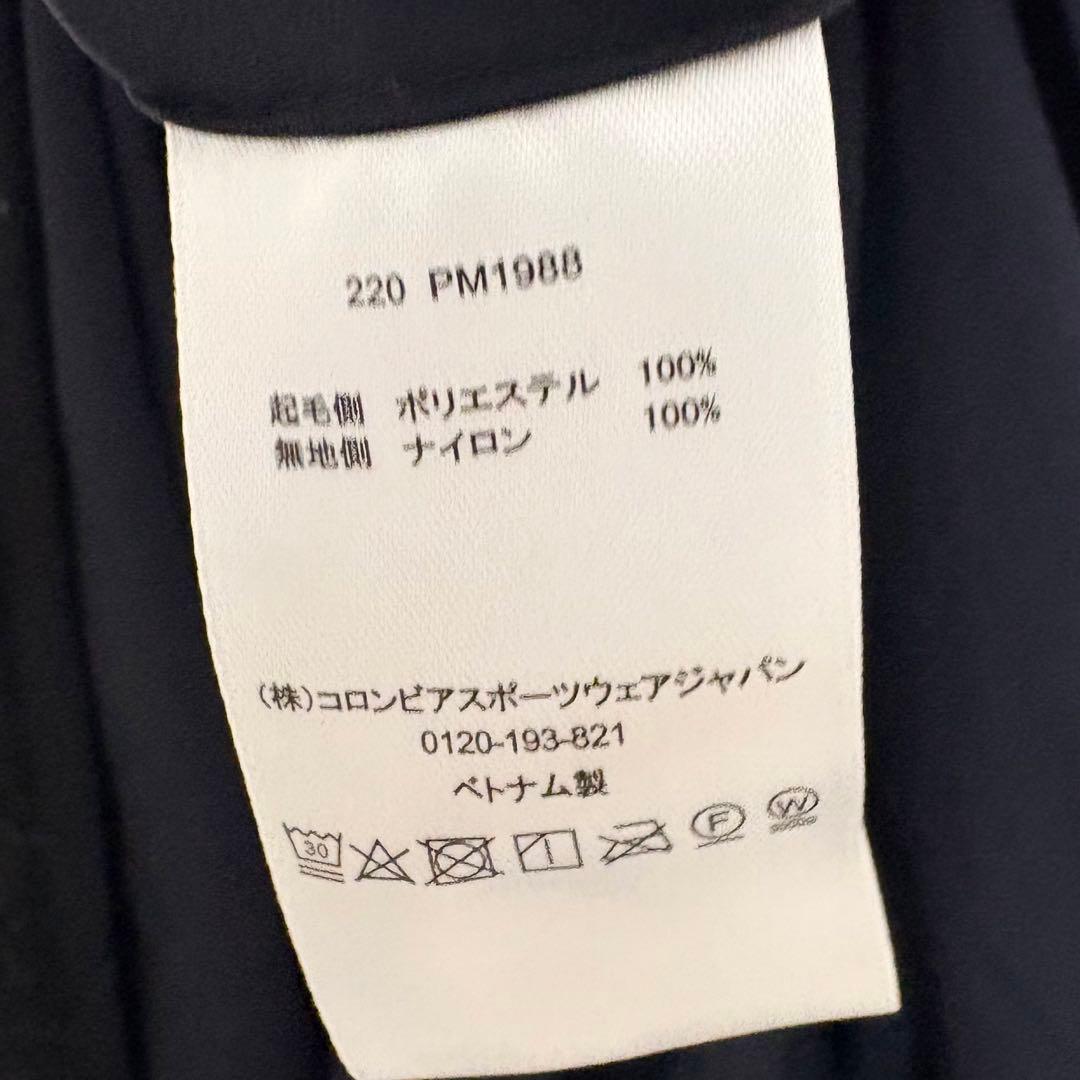 220 PM1988
起毛側 ポリエステル 100%
無地側 ナイロン 100%
(株)コロンビアスポーツウェアジャパン
0120-193-821
ベトナム製
30 F W